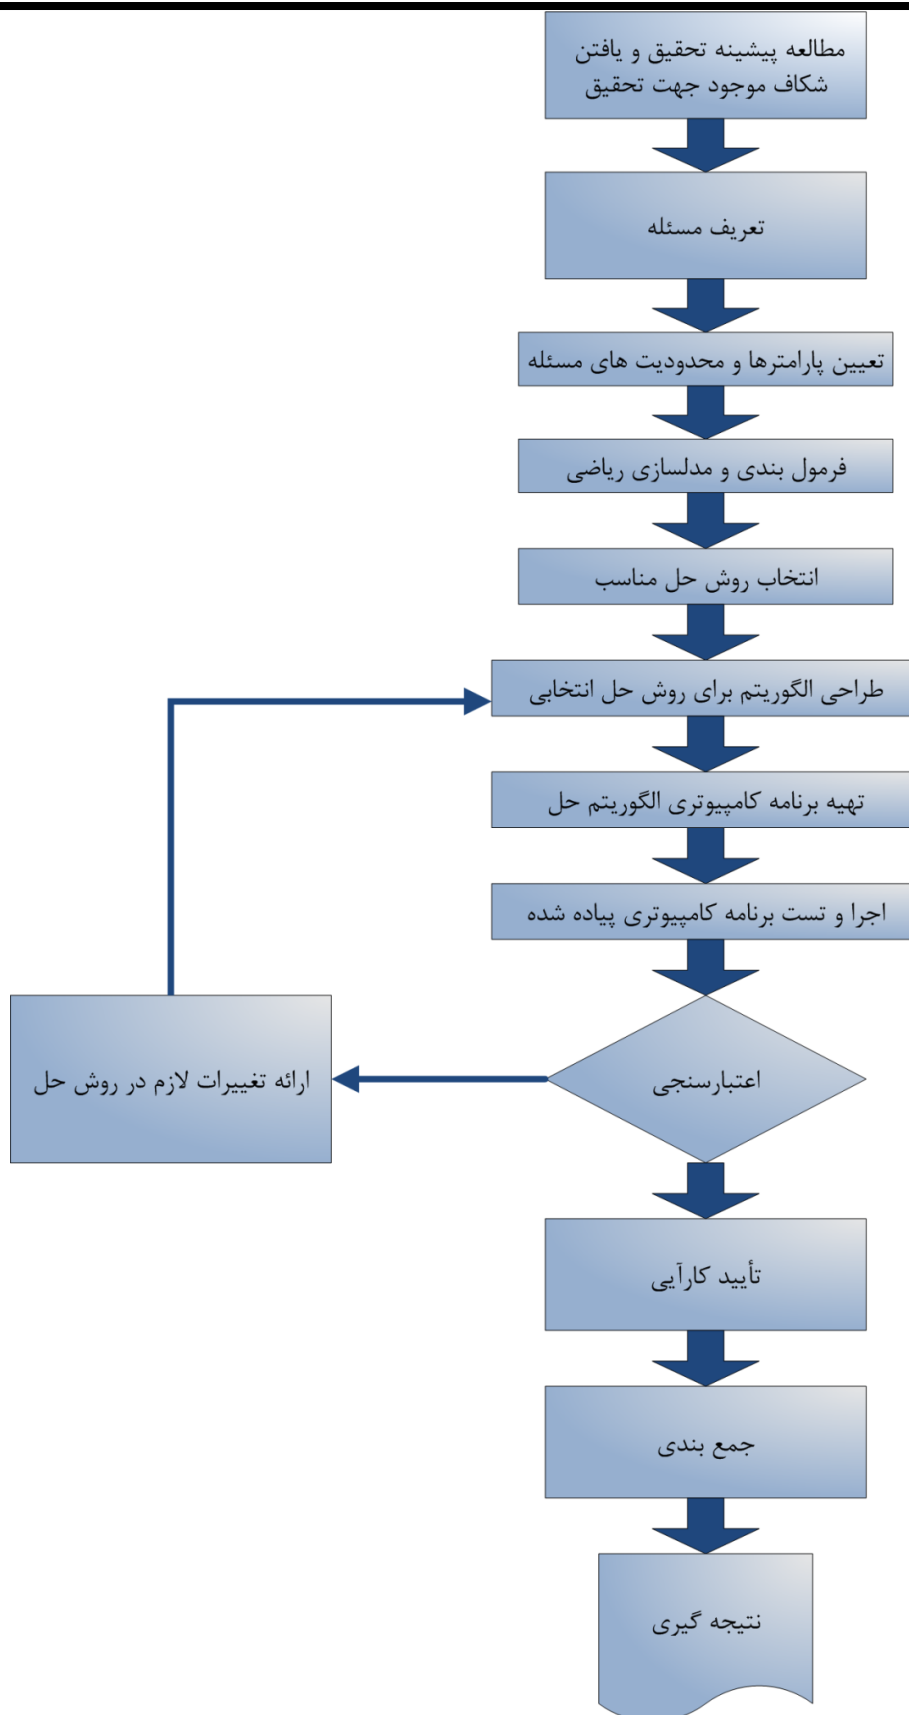 مطالعه پیشینه تحقیق و یافتن
شکاف موجود جهت تحقیق
تعریف مسئله
تعیین پارامترها و محدودیت های مسئله
فرمول بندی و مدلسازی ریاضی
انتخاب روش حل مناسب
طراحی الگوریتم برای روش حل انتخابی
تهیه برنامه کامپیوتری الگوریتم حل
اجرا و تست برنامه کامپیوتری پیاده شده
اعتبارسنجی
ارائه تغییرات لازم در روش حل
تأیید کارآیی
جمع بندی
نتیجه گیری